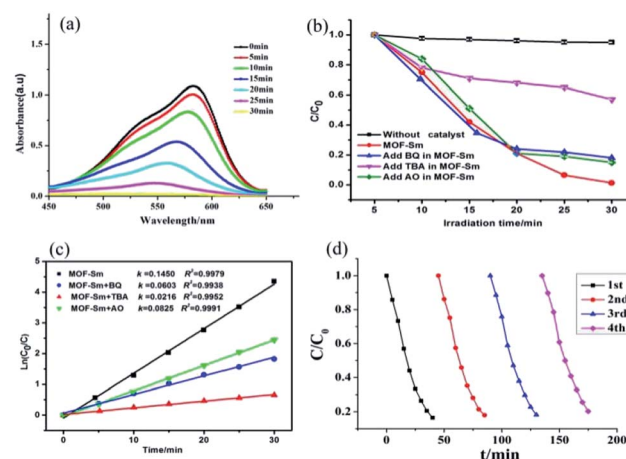 (a)
Absorbance(a.u)
1.5
1.0
0.5
0.0
0min
5min
10min
15min
20min
25min
30min
450
500
550
600
650
Wavelength/nm
(b)
C/C0
1.0
0.8
0.6
0.4
0.2
0.0
Without catalyst
MOF-Sm
Add BQ in MOF-Sm
Add TBA in MOF-Sm
Add AO in MOF-Sm
5
10
15
20
25
30
Irradiation time/min
(c)
Ln(C0/C)
5
4
3
2
1
0
MOF-Sm k=0.1450 R²=0.9979
MOF-Sm+BQ k=0.0603 R²=0.9938
MOF-Sm+TBA k=0.0216 R²=0.9952
MOF-Sm+AO k=0.0825 R²=0.9991
0
5
10
15
20
25
30
Time/min
(d)
C/C0
1.0
0.8
0.6
0.4
0.2
1st
2nd
3rd
4th
0
50
100
150
200
t/min